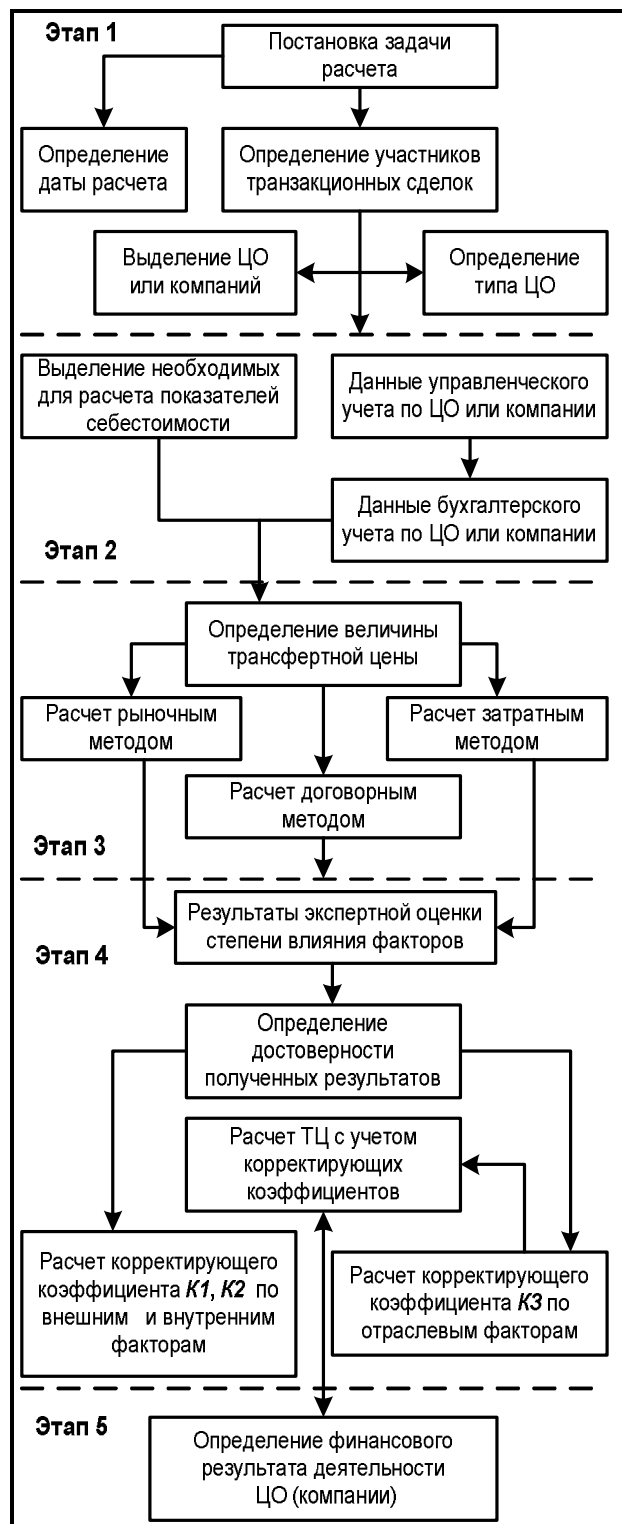 Этап 1
Постановка задачи
расчета
Определение
даты расчета
Определение участников
транзакционных сделок
Выделение ЦО
или компаний
Определение
типа ЦО
Выделение необходимых
для расчета показателей
себестоимости
Данные управленческого
учета по ЦО или компании
Данные бухгалтерского
учета по ЦО или компании
Этап 2
Определение величины
трансфертной цены
Расчет рыночным
методом
Расчет затратным
методом
Расчет договорным
методом
Этап 3
Результаты экспертной оценки
степени влияния факторов
Этап 4
Определение
достоверности
полученных результатов
Расчет ТЦ с учетом
корректирующих
коэффициентов
Расчет корректирующего
коэффициента К1, К2 по
внешним и внутренним
факторам
Расчет корректирующего
коэффициента К3 по
отраслевым факторам
Этап 5
Определение финансового
результата деятельности
ЦО (компании)